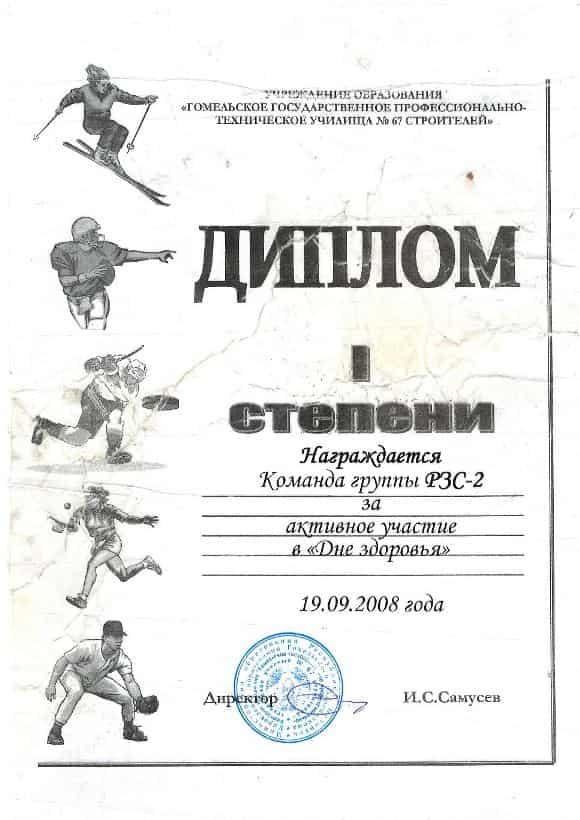 УЧРЕЖДЕНИЕ ОБРАЗОВАНИЯ
«ГОМЕЛЬСКОЕ ГОСУДАРСТВЕННОЕ ПРОФЕССИОНАЛЬНО-
ТЕХНИЧЕСКОЕ УЧИЛИЩА № 67 СТРОИТЕЛЕЙ»
ДИПЛОМ
I
степени
Награждается
Команда группы РЗС-2
за
активное участие
в «Дне здоровья»
19.09.2008 года
Директор И.С.Самусев